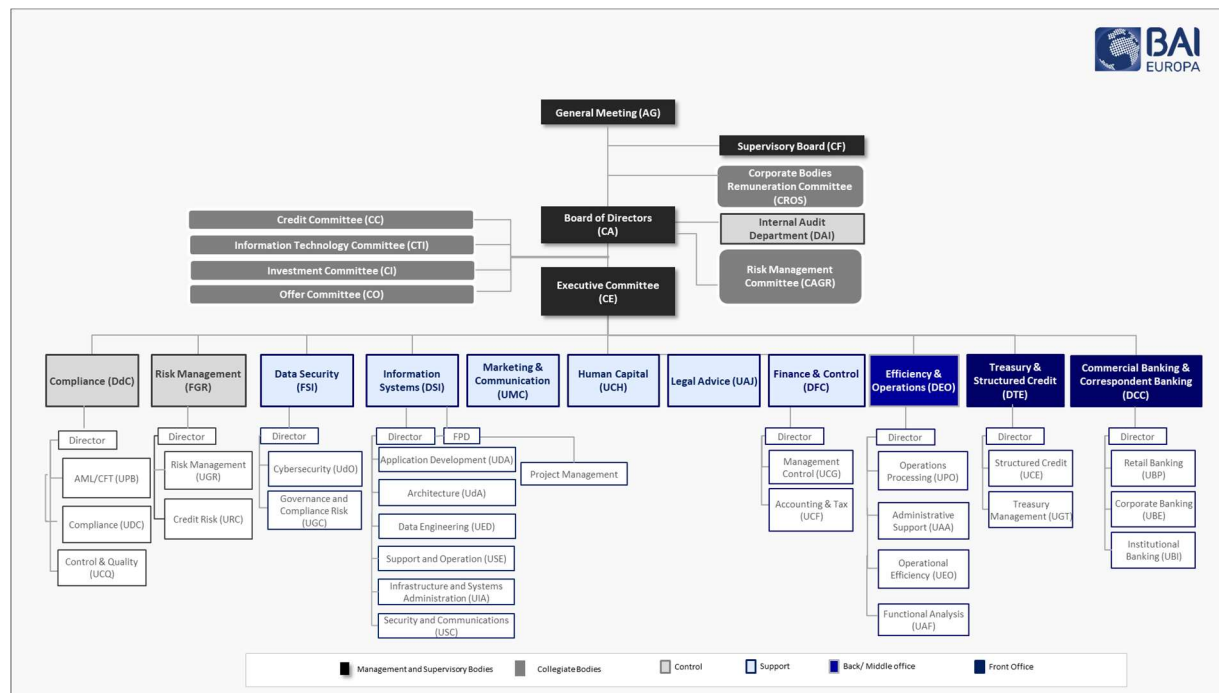 BAI
EUROPA
General Meeting (AG)
Supervisory Board (CF)
Corporate Bodies
Remuneration Committee
(CROS)
Credit Committee (CC)
Information Technology Committee (CTI)
Investment Committee (CI)
Offer Committee (CO)
Board of Directors
(CA)
Internal Audit
Department (DAI)
Risk Management
Committee (CAGR)
Executive Committee
(CE)
Compliance (DdC)
Risk Management
(FGR)
Data Security
(FSI)
Information
Systems (DSI)
Marketing &
Communication
(UMC)
Human Capital
(UCH)
Legal Advice (UAJ)
Finance & Control
(DFC)
Efficiency &
Operations (DEO)
Treasury &
Structured Credit
(DTE)
Commercial Banking &
Correspondent Banking
(DCC)
Director
AML/CFT (UPB)
Compliance (UDC)
Control & Quality
(UCQ)
Director
Risk Management
(UGR)
Credit Risk (URC)
Director
Cybersecurity (UdO)
Governance and
Compliance Risk
(UGC)
Director
FPD
Application Development (UDA)
Project Management
Architecture (UdA)
Data Engineering (UED)
Support and Operation (USE)
Infrastructure and Systems
Administration (UIA)
Security and Communications
(USC)
Director
Management
Control (UCG)
Accounting & Tax
(UCF)
Director
Operations
Processing (UPO)
Administrative
Support (UAA)
Operational
Efficiency (UEO)
Functional Analysis
(UAF)
Director
Structured Credit
(UCE)
Treasury
Management (UGT)
Director
Retail Banking
(UBP)
Corporate Banking
(UBE)
Institutional
Banking (UBI)
Management and Supervisory Bodies
Collegiate Bodies
Control
Support
Back/ Middle office
Front Office